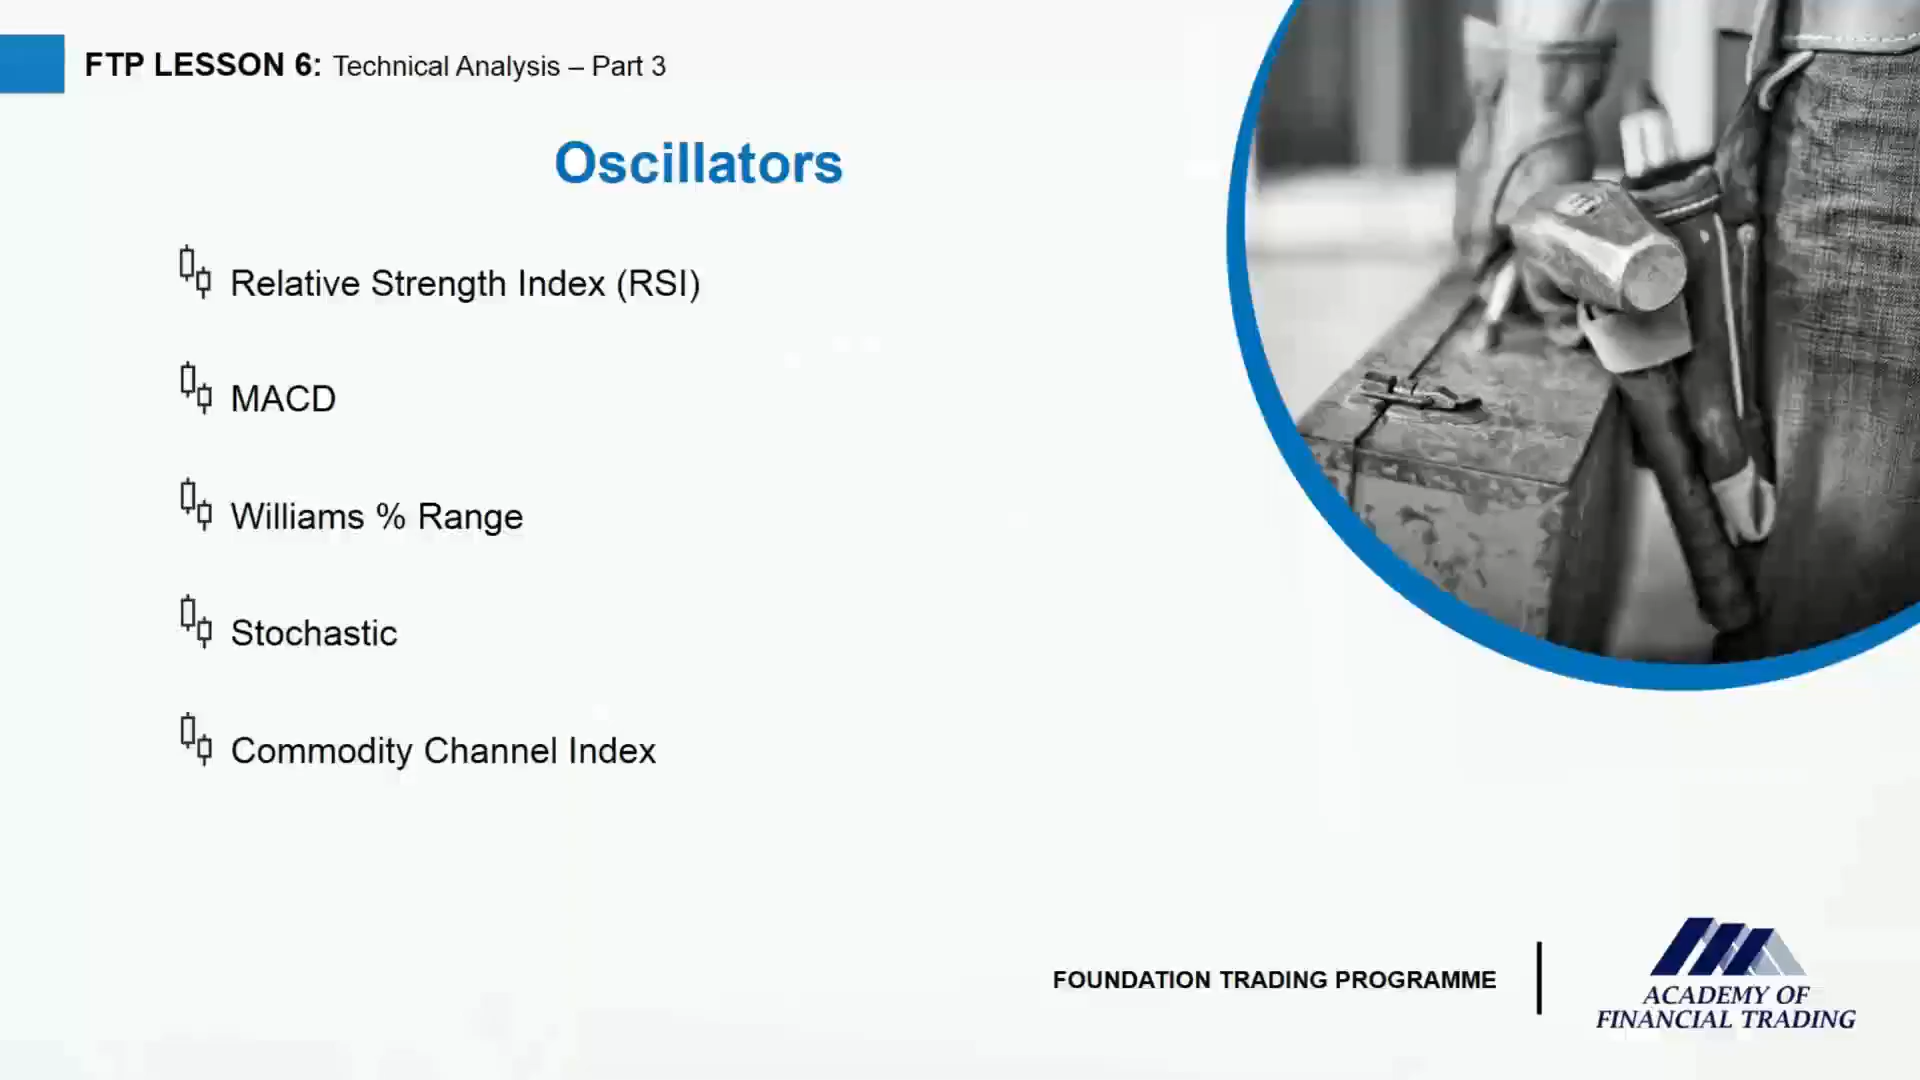 FTP LESSON 6: Technical Analysis – Part 3
Oscillators
Relative Strength Index (RSI)
MACD
Williams % Range
Stochastic
Commodity Channel Index
FOUNDATION TRADING PROGRAMME
ACADEMY OF
FINANCIAL TRADING